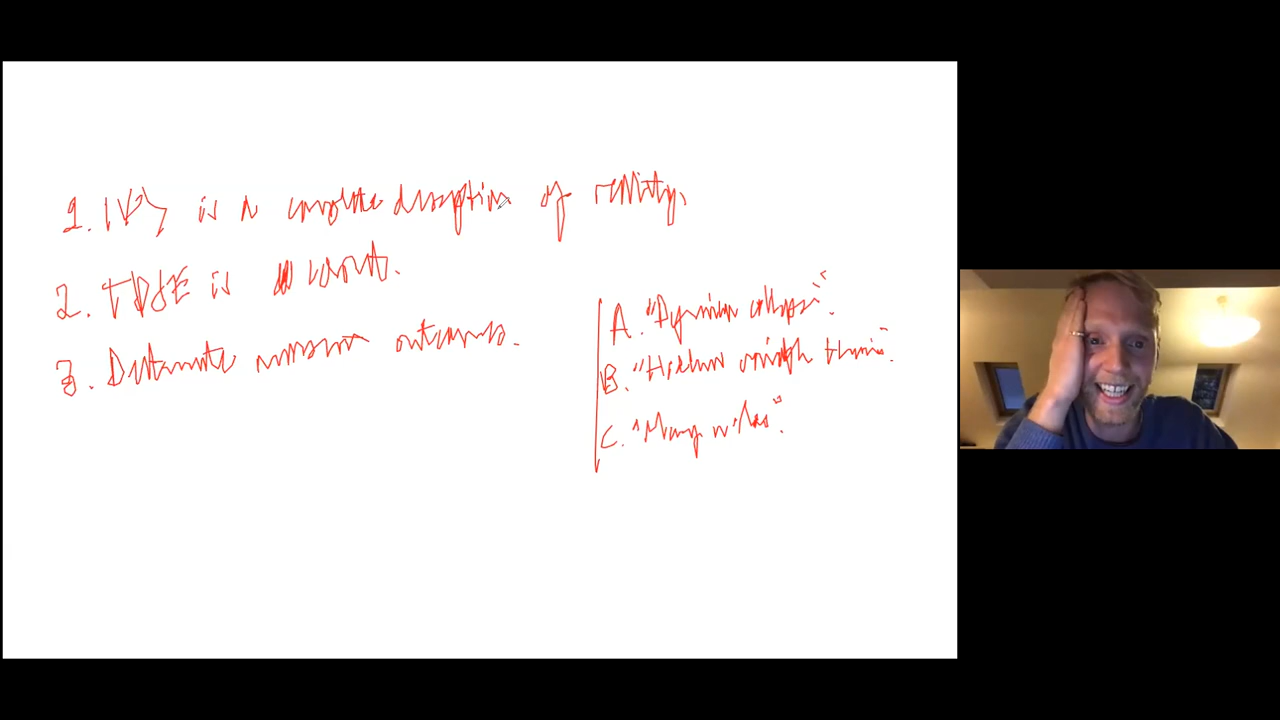 1. |Ψ⟩ is a complete description of reality.
2. TDSE is correct.
3. Determinate measurement outcomes.
A. "Dynamical collapse".
B. "Hidden variable theories".
C. "Many worlds".